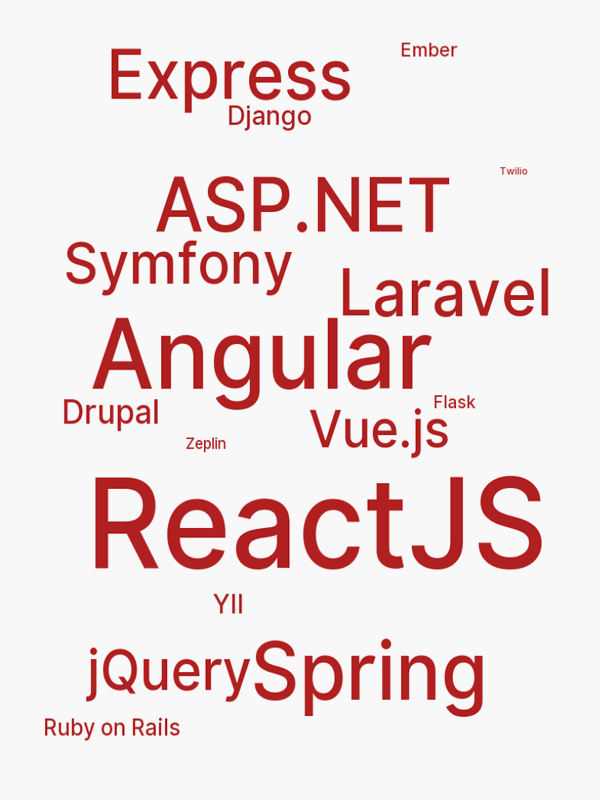 Express
Ember
Django
Twilio
ASP.NET
Symfony
Laravel
Angular
Drupal
Flask
Vue.js
Zeplin
ReactJS
YII
jQuery
Spring
Ruby on Rails